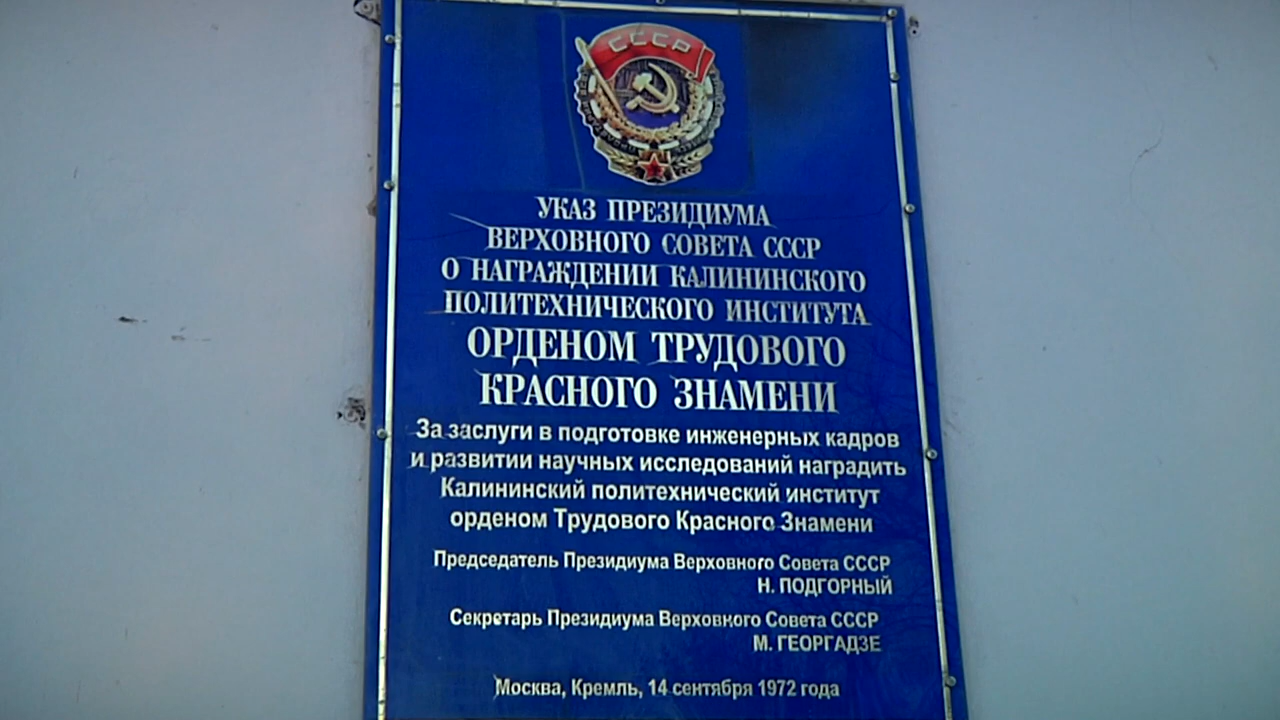 СССР
УКАЗ ПРЕЗИДИУМА
ВЕРХОВНОГО СОВЕТА СССР
О НАГРАЖДЕНИИ КАЛИНИНСКОГО
ПОЛИТЕХНИЧЕСКОГО ИНСТИТУТА
ОРДЕНОМ ТРУДОВОГО
КРАСНОГО ЗНАМЕНИ
За заслуги в подготовке инженерных кадров
и развитии научных исследований наградить
Калининский политехнический институт
орденом Трудового Красного Знамени
Председатель Президиума Верховного Совета СССР
Н. ПОДГОРНЫЙ
Секретарь Президиума Верховного Совета СССР
М. ГЕОРГАДЗЕ
Москва, Кремль, 14 сентября 1972 года